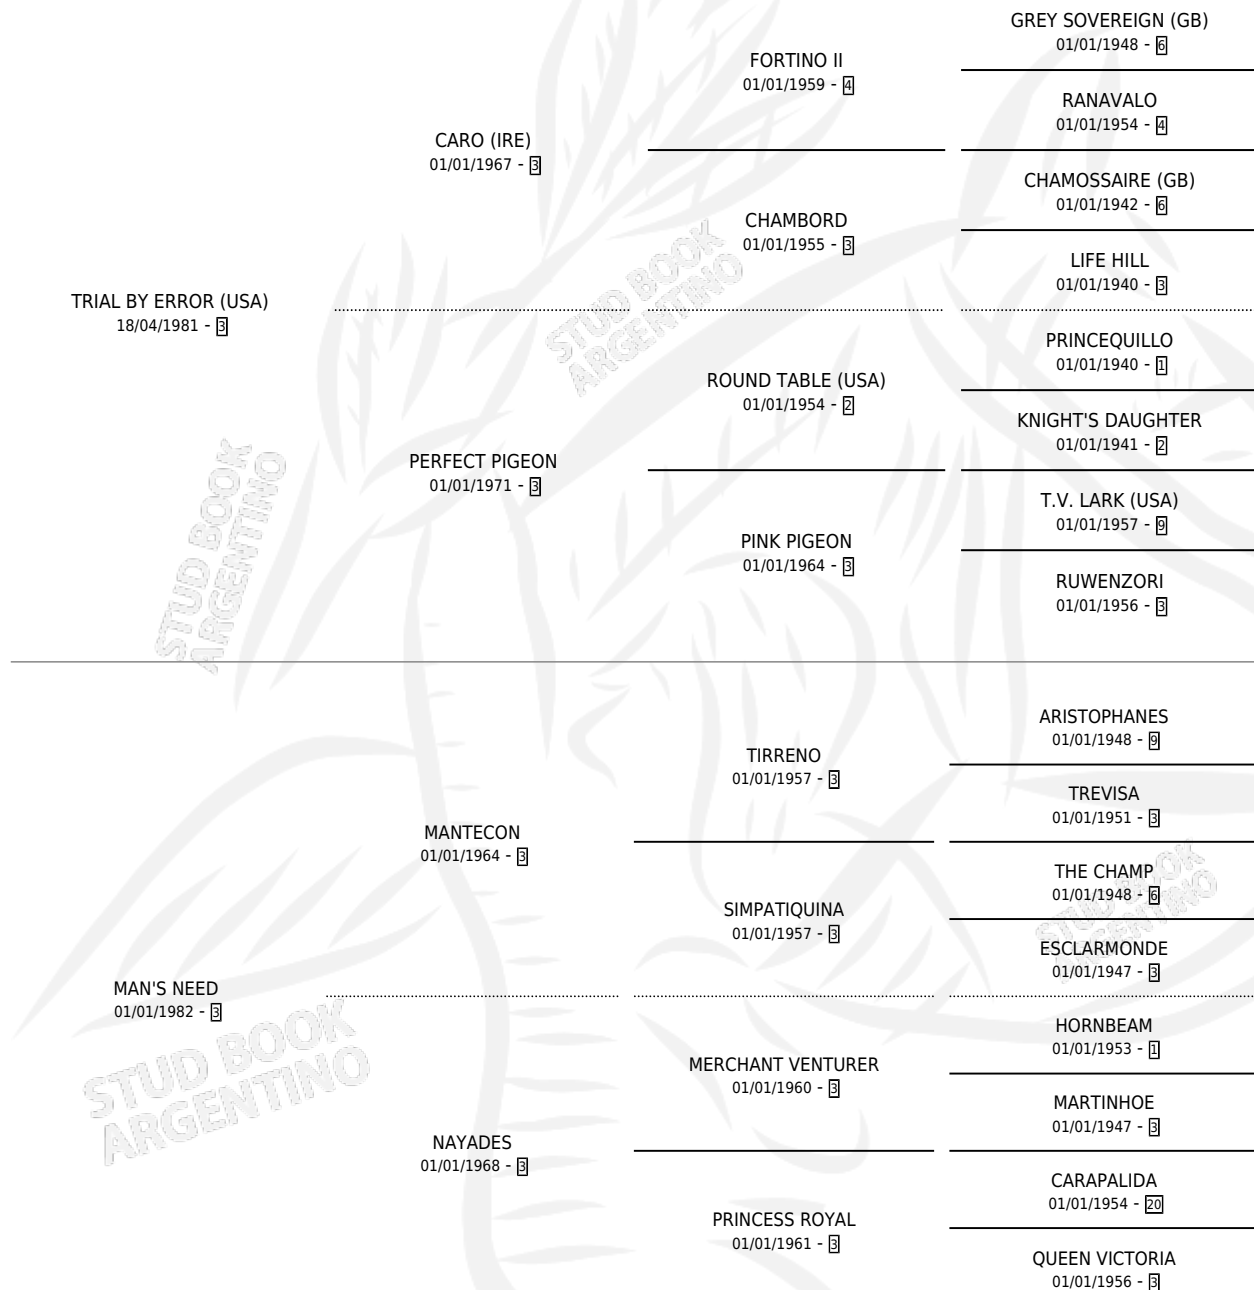 GREY SOVEREIGN (GB)
01/01/1948 - 6
FORTINO II
01/01/1959 - 4
RANAVALO
01/01/1954 - 4
CARO (IRE)
01/01/1967 - 3
CHAMOSSAIRE (GB)
01/01/1942 - 6
CHAMBORD
01/01/1955 - 3
LIFE HILL
01/01/1940 - 3
TRIAL BY ERROR (USA)
18/04/1981 - 3
STUD BOOK
ARGENTINO
PRINCEQUILLO
01/01/1940 - 1
ROUND TABLE (USA)
01/01/1954 - 2
KNIGHT'S DAUGHTER
01/01/1941 - 2
PERFECT PIGEON
01/01/1971 - 3
T.V. LARK (USA)
01/01/1957 - 9
PINK PIGEON
01/01/1964 - 3
RUWENZORI
01/01/1956 - 3
STUD BOOK
ARGENTINO
ARISTOPHANES
01/01/1948 - 9
TIRRENO
01/01/1957 - 3
TREVISA
01/01/1951 - 3
MANTECON
01/01/1964 - 3
THE CHAMP
01/01/1948 - 6
SIMPATIQUINA
01/01/1957 - 3
STUD BOOK
ARGENTINO
ESCLARMONDE
01/01/1947 - 3
MAN'S NEED
01/01/1982 - 3
HORNBEAM
01/01/1953 - 1
MERCHANT VENTURER
01/01/1960 - 3
STUD BOOK
ARGENTINO
MARTINHOE
01/01/1947 - 3
NAYADES
01/01/1968 - 3
CARAPALIDA
01/01/1954 - 20
PRINCESS ROYAL
01/01/1961 - 3
QUEEN VICTORIA
01/01/1956 - 3